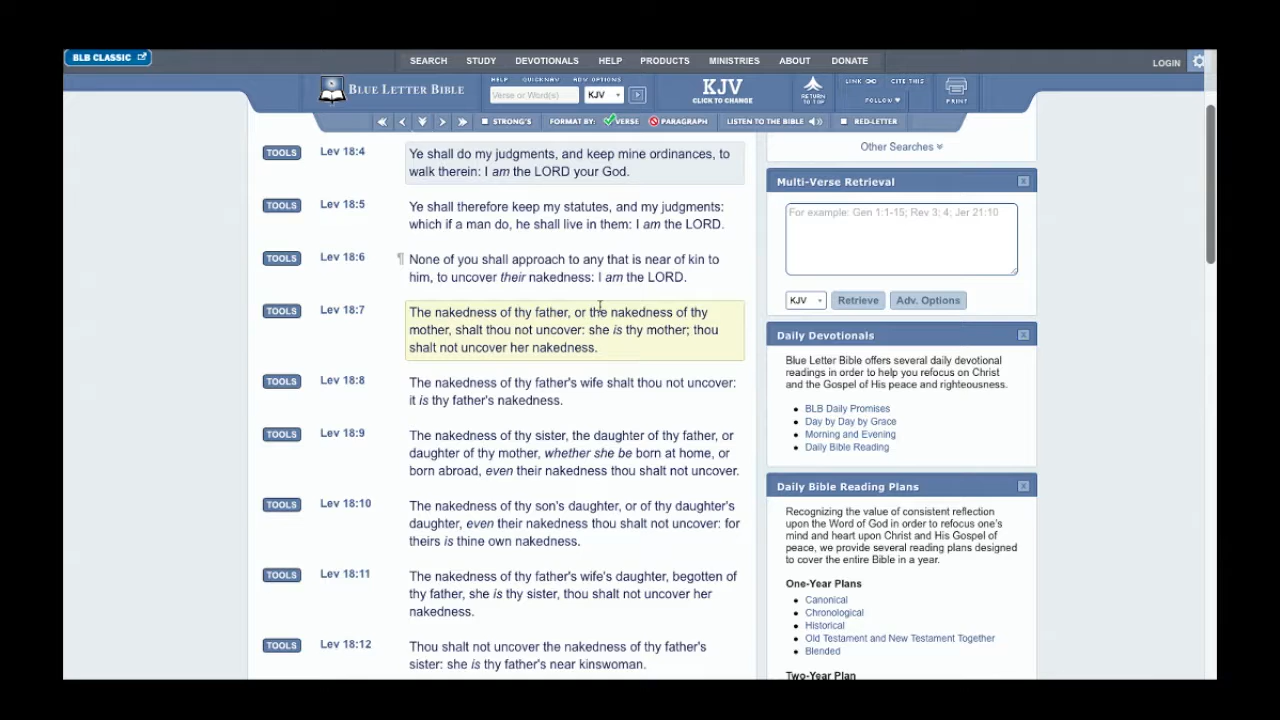 BLB CLASSIC
SEARCH STUDY DEVOTIONALS HELP PRODUCTS MINISTRIES ABOUT DONATE
LOGIN
BLUE LETTER BIBLE
HELP QUICKNAV ADV OPTIONS
Verse or Word(s) KJV
KJV
CLICK TO CHANGE
RETURN TO TOP
LINK CITE THIS
FOLLOW
PRINT
STRONG'S FORMAT BY: VERSE PARAGRAPH LISTEN TO THE BIBLE RED-LETTER
TOOLS Lev 18:4 Ye shall do my judgments, and keep mine ordinances, to
walk therein: I am the LORD your God.
TOOLS Lev 18:5 Ye shall therefore keep my statutes, and my judgments:
which if a man do, he shall live in them: I am the LORD.
TOOLS Lev 18:6 ¶ None of you shall approach to any that is near of kin to
him, to uncover their nakedness: I am the LORD.
TOOLS Lev 18:7 The nakedness of thy father, or the nakedness of thy
mother, shalt thou not uncover: she is thy mother; thou
shalt not uncover her nakedness.
TOOLS Lev 18:8 The nakedness of thy father's wife shalt thou not uncover:
it is thy father's nakedness.
TOOLS Lev 18:9 The nakedness of thy sister, the daughter of thy father, or
daughter of thy mother, whether she be born at home, or
born abroad, even their nakedness thou shalt not uncover.
TOOLS Lev 18:10 The nakedness of thy son's daughter, or of thy daughter's
daughter, even their nakedness thou shalt not uncover: for
theirs is thine own nakedness.
TOOLS Lev 18:11 The nakedness of thy father's wife's daughter, begotten of
thy father, she is thy sister, thou shalt not uncover her
nakedness.
TOOLS Lev 18:12 Thou shalt not uncover the nakedness of thy father's
sister: she is thy father's near kinswoman.
Other Searches
Multi-Verse Retrieval
For example: Gen 1:1-15; Rev 3; 4; Jer 21:10
KJV Retrieve Adv. Options
Daily Devotionals
Blue Letter Bible offers several daily devotional
readings in order to help you refocus on Christ
and the Gospel of His peace and righteousness.
BLB Daily Promises
Day by Day by Grace
Morning and Evening
Daily Bible Reading
Daily Bible Reading Plans
Recognizing the value of consistent reflection
upon the Word of God in order to refocus one's
mind and heart upon Christ and His Gospel of
peace, we provide several reading plans designed
to cover the entire Bible in a year.
One-Year Plans
Canonical
Chronological
Historical
Old Testament and New Testament Together
Blended
Two-Year Plan